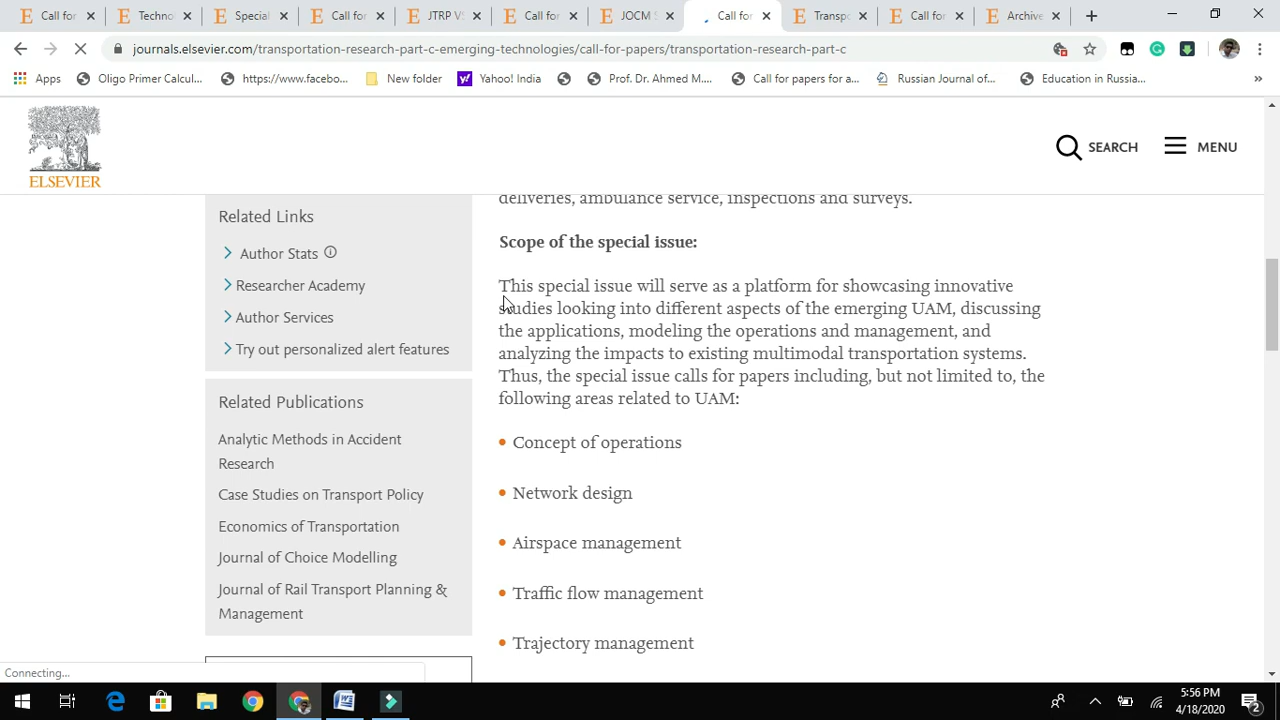 Call for
Techno
Special
Call for
JTRP VS
Call for
JOCM S
Call for
Transpo
Call for
Archive
journals.elsevier.com/transportation-research-part-c-emerging-technologies/call-for-papers/transportation-research-part-c
Apps
Oligo Primer Calcul...
https://www.facebo...
New folder
Yahoo! India
Prof. Dr. Ahmed M....
Call for papers for a...
Russian Journal of...
Education in Russia...
»
ELSEVIER
SEARCH
MENU
Related Links
Author Stats
Researcher Academy
Author Services
Try out personalized alert features
Related Publications
Analytic Methods in Accident
Research
Case Studies on Transport Policy
Economics of Transportation
Journal of Choice Modelling
Journal of Rail Transport Planning &
Management
deliveries, ambulance service, inspections and surveys.
Scope of the special issue:
This special issue will serve as a platform for showcasing innovative
studies looking into different aspects of the emerging UAM, discussing
the applications, modeling the operations and management, and
analyzing the impacts to existing multimodal transportation systems.
Thus, the special issue calls for papers including, but not limited to, the
following areas related to UAM:
• Concept of operations
• Network design
• Airspace management
• Traffic flow management
• Trajectory management
Connecting...
5:56 PM
4/18/2020
2